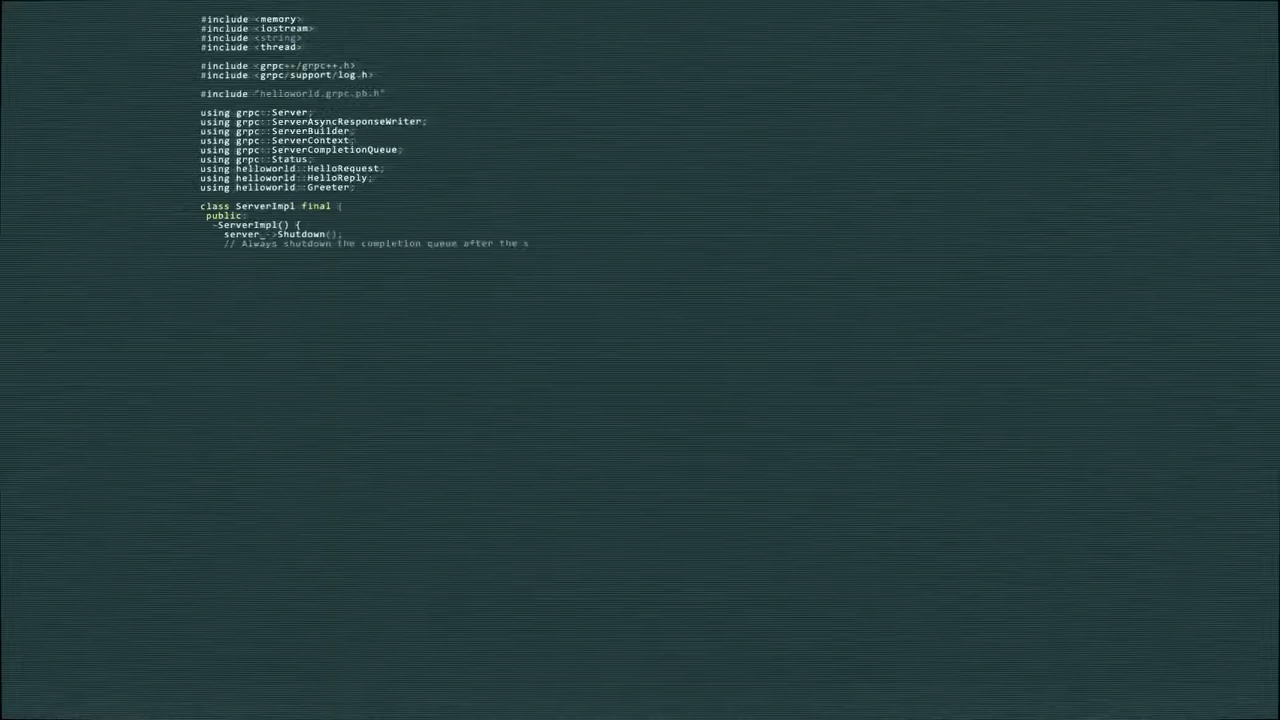 #include <memory>
#include <iostream>
#include <string>
#include <thread>
#include <grpc++/grpc++.h>
#include <grpc/support/log.h>
#include "helloworld.grpc.pb.h"
using grpc::Server;
using grpc::ServerAsyncResponseWriter;
using grpc::ServerBuilder;
using grpc::ServerContext;
using grpc::ServerCompletionQueue;
using grpc::Status;
using helloworld::HelloRequest;
using helloworld::HelloReply;
using helloworld::Greeter;
class ServerImpl final {
public:
~ServerImpl() {
server_->Shutdown();
// Always shutdown the completion queue after the s